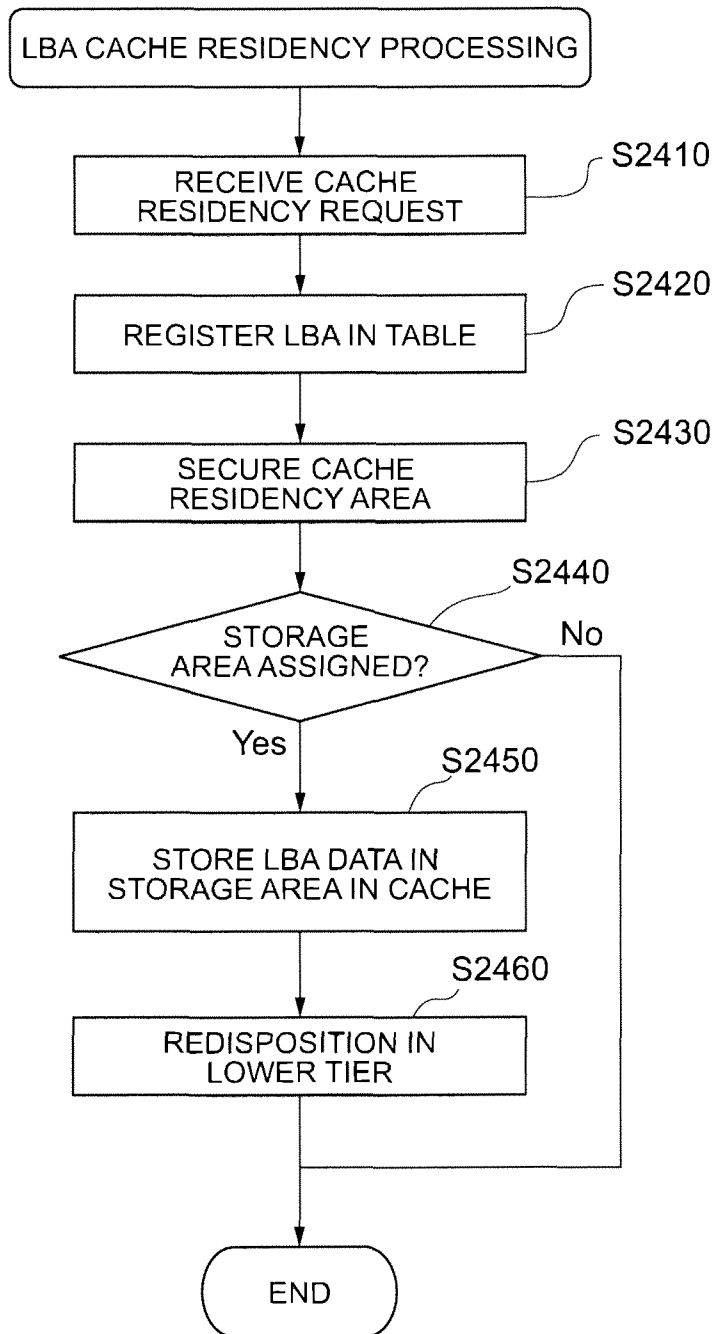 LBA CACHE RESIDENCY PROCESSING
S2410
RECEIVE CACHE
RESIDENCY REQUEST
S2420
REGISTER LBA IN TABLE
S2430
SECURE CACHE
RESIDENCY AREA
S2440
STORAGE
AREA ASSIGNED?
No
Yes
S2450
STORE LBA DATA IN
STORAGE AREA IN CACHE
S2460
REDISPOSITION IN
LOWER TIER
END